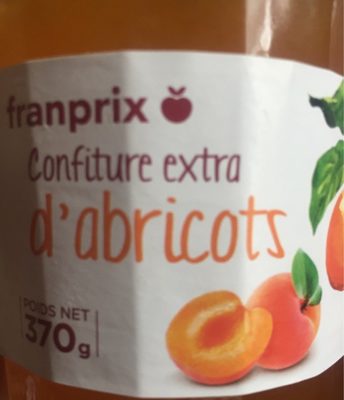 franprix
Confiture extra
d'abricots
POIDS NET
370g